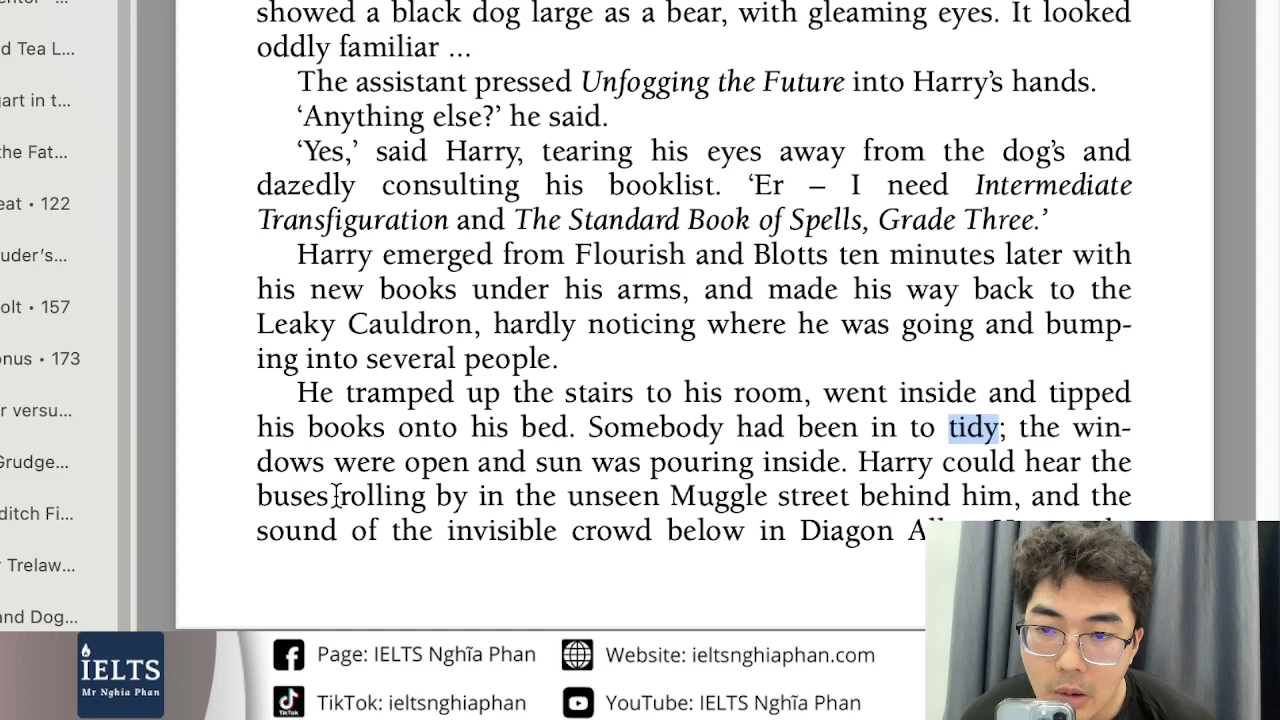 showed a black dog large as a bear, with gleaming eyes. It looked
oddly familiar ...
The assistant pressed Unfogging the Future into Harry's hands.
‘Anything else?’ he said.
‘Yes,’ said Harry, tearing his eyes away from the dog's and
dazedly consulting his booklist. ‘Er – I need Intermediate
Transfiguration and The Standard Book of Spells, Grade Three.’
Harry emerged from Flourish and Blotts ten minutes later with
his new books under his arms, and made his way back to the
Leaky Cauldron, hardly noticing where he was going and bump-
ing into several people.
He tramped up the stairs to his room, went inside and tipped
his books onto his bed. Somebody had been in to tidy; the win-
dows were open and sun was pouring inside. Harry could hear the
buses rolling by in the unseen Muggle street behind him, and the
sound of the invisible crowd below in Diagon
d Tea L...
art in t...
the Fat...
eat • 122
uder's...
olt • 157
onus • 173
r versu...
Grudge...
ditch Fi...
r Trelaw...
and Dog...
IELTS
Mr Nghia Phan
Page: IELTS Nghĩa Phan
Website: ieltsnghiaphan.com
TikTok
TikTok: ieltsnghiaphan
YouTube: IELTS Nghĩa Phan